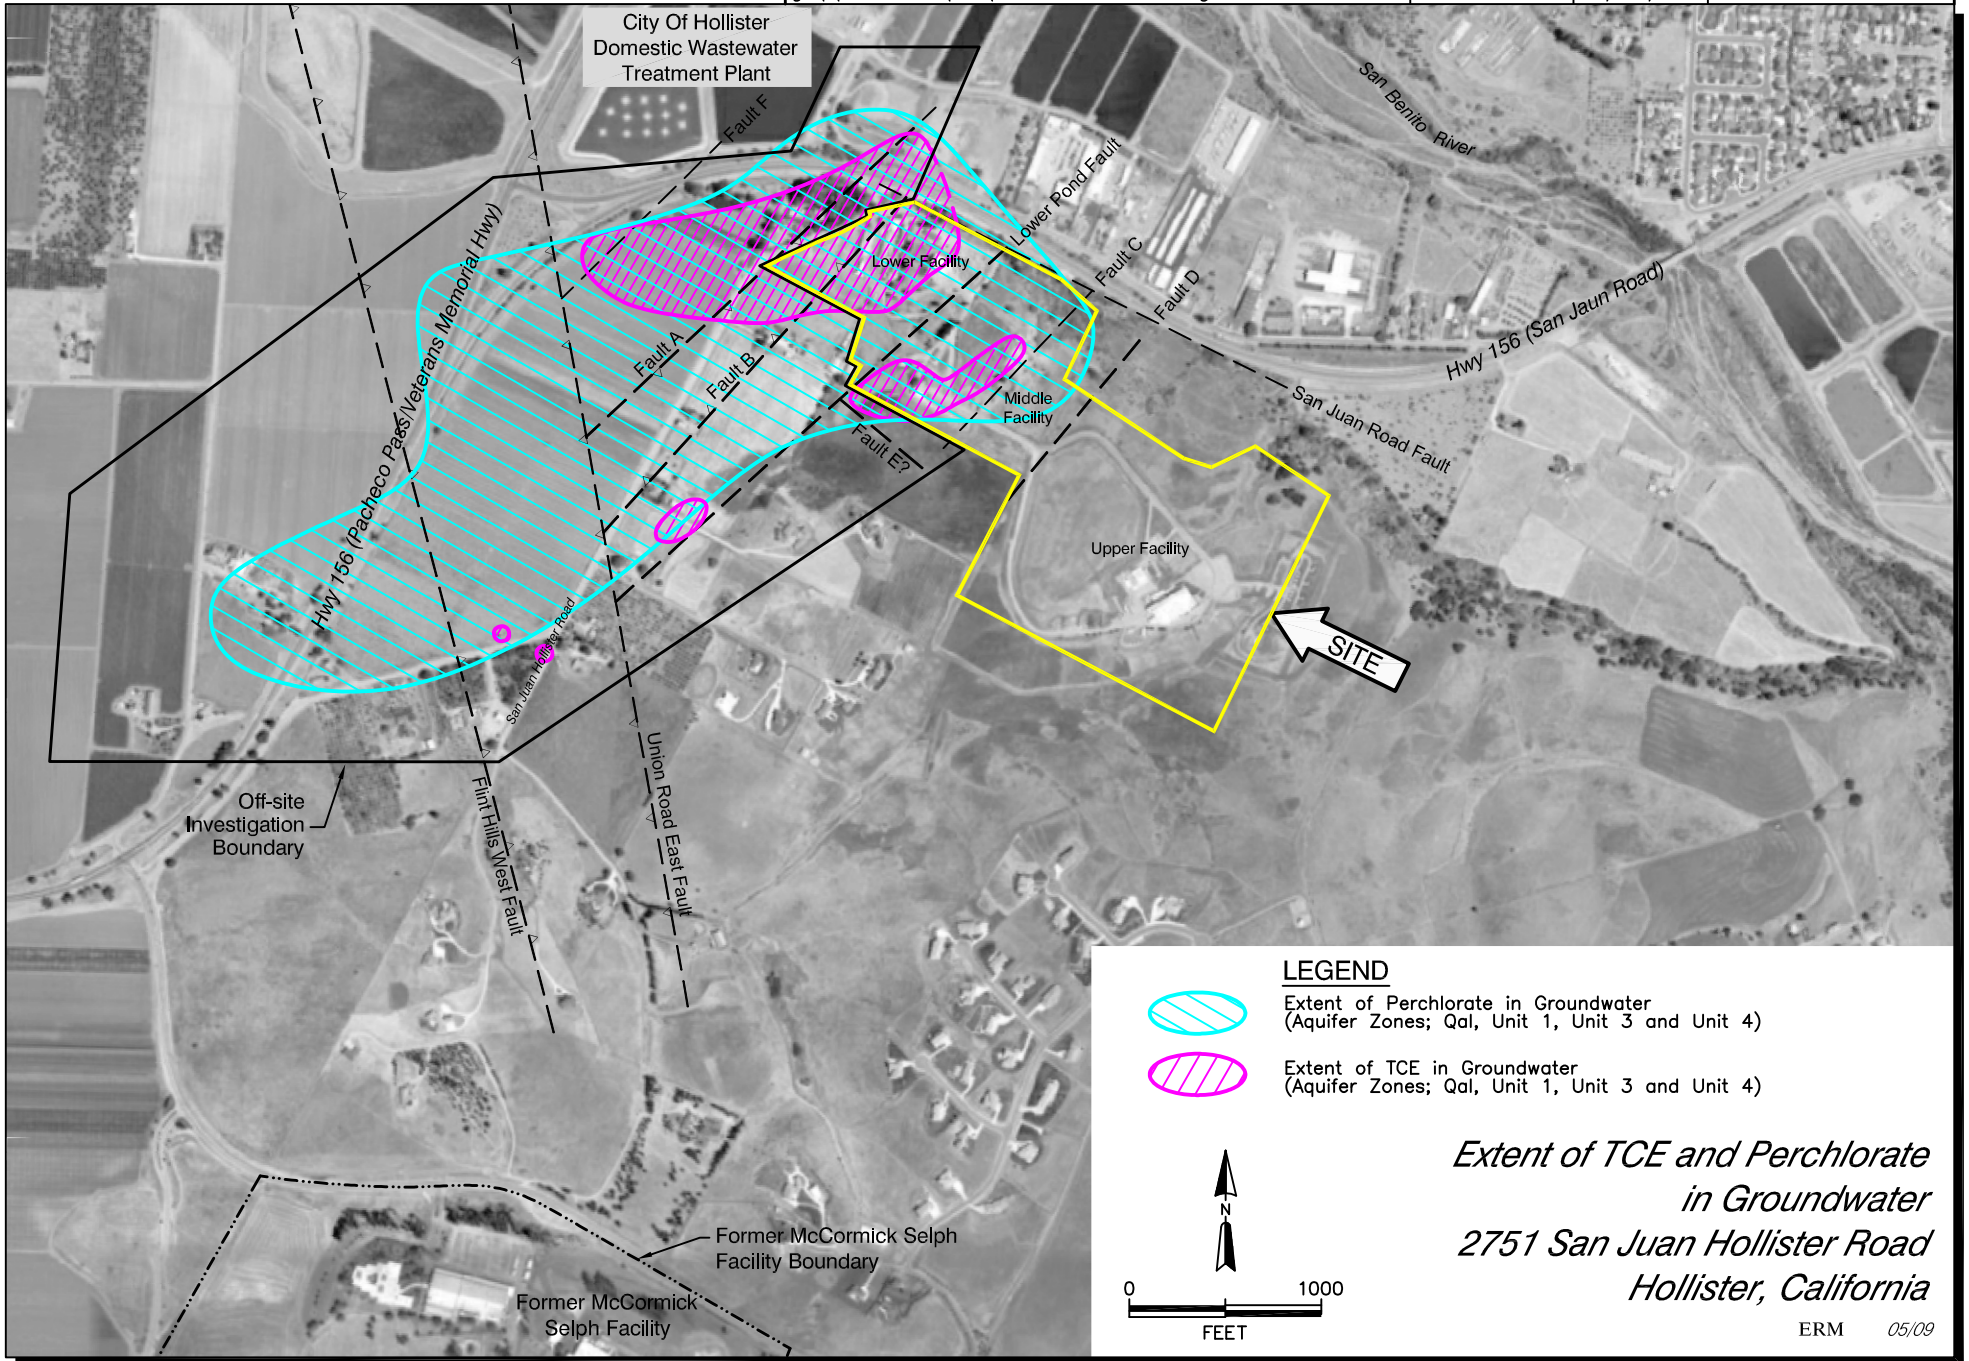 City Of Hollister
Domestic Wastewater
Treatment Plant
Fault F
San Benito River
Lower Pond Fault
Fault C
Fault D
Lower Facility
Hwy 156 (San Jaun Road)
Hwy 156 (Pacheco Pass/Veterans Memorial Hwy)
Fault A
Fault B
Middle
Facility
San Juan Road Fault
Fault E?
Upper Facility
SITE
San Juan Hollister Road
Union Road East Fault
Flint Hills West Fault
Off-site
Investigation
Boundary
LEGEND
Extent of Perchlorate in Groundwater
(Aquifer Zones; Qal, Unit 1, Unit 3 and Unit 4)
Extent of TCE in Groundwater
(Aquifer Zones; Qal, Unit 1, Unit 3 and Unit 4)
Extent of TCE and Perchlorate
in Groundwater
2751 San Juan Hollister Road
Hollister, California
N
0 1000
FEET
ERM 05/09
Former McCormick Selph
Facility Boundary
Former McCormick
Selph Facility